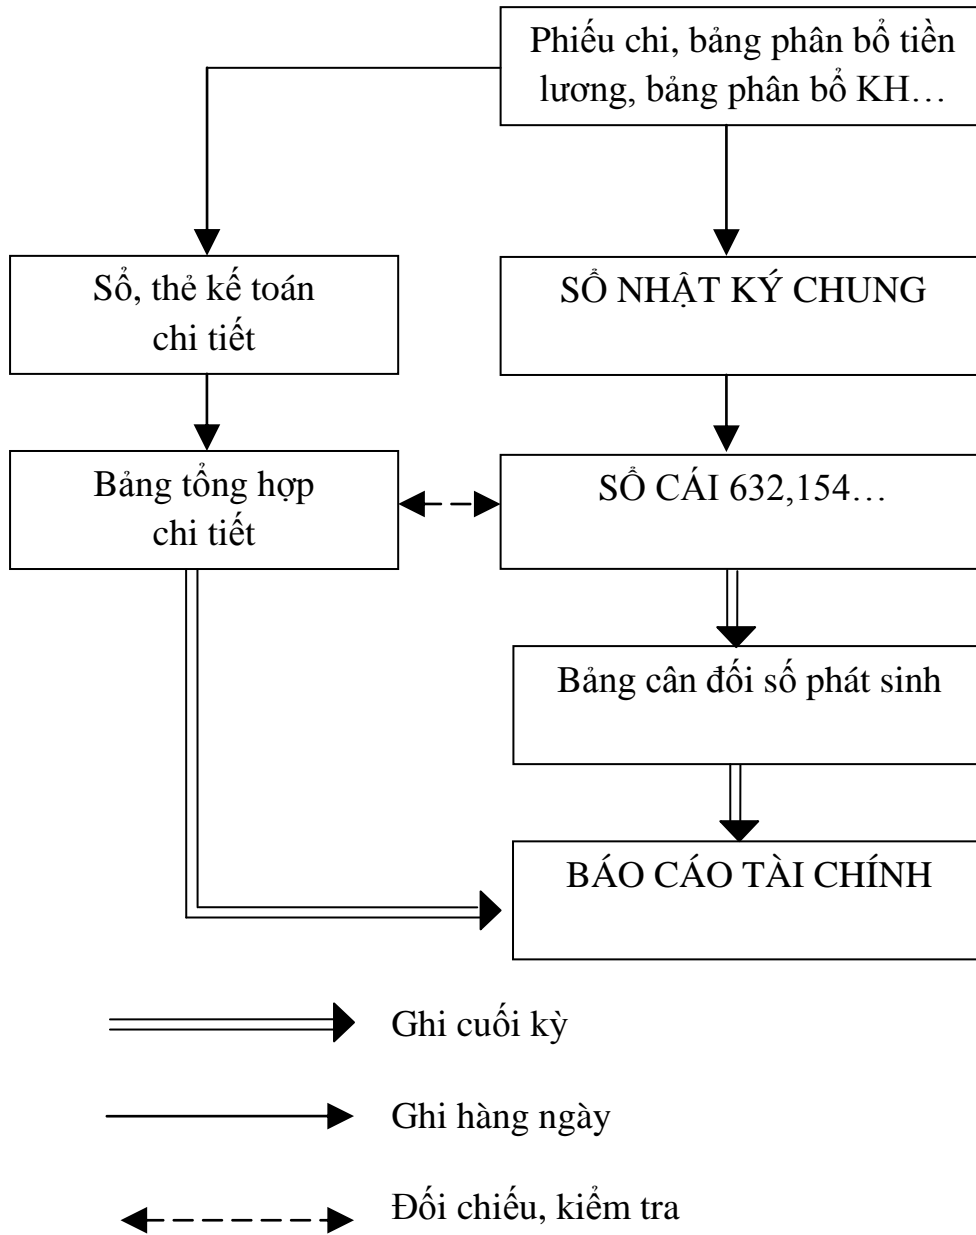 Phiếu chi, bảng phân bổ tiền
lương, bảng phân bổ KH…
Sổ, thẻ kế toán
chi tiết
SỔ NHẬT KÝ CHUNG
Bảng tổng hợp
chi tiết
SỔ CÁI 632,154…
Bảng cân đối số phát sinh
BÁO CÁO TÀI CHÍNH
Ghi cuối kỳ
Ghi hàng ngày
Đối chiếu, kiểm tra